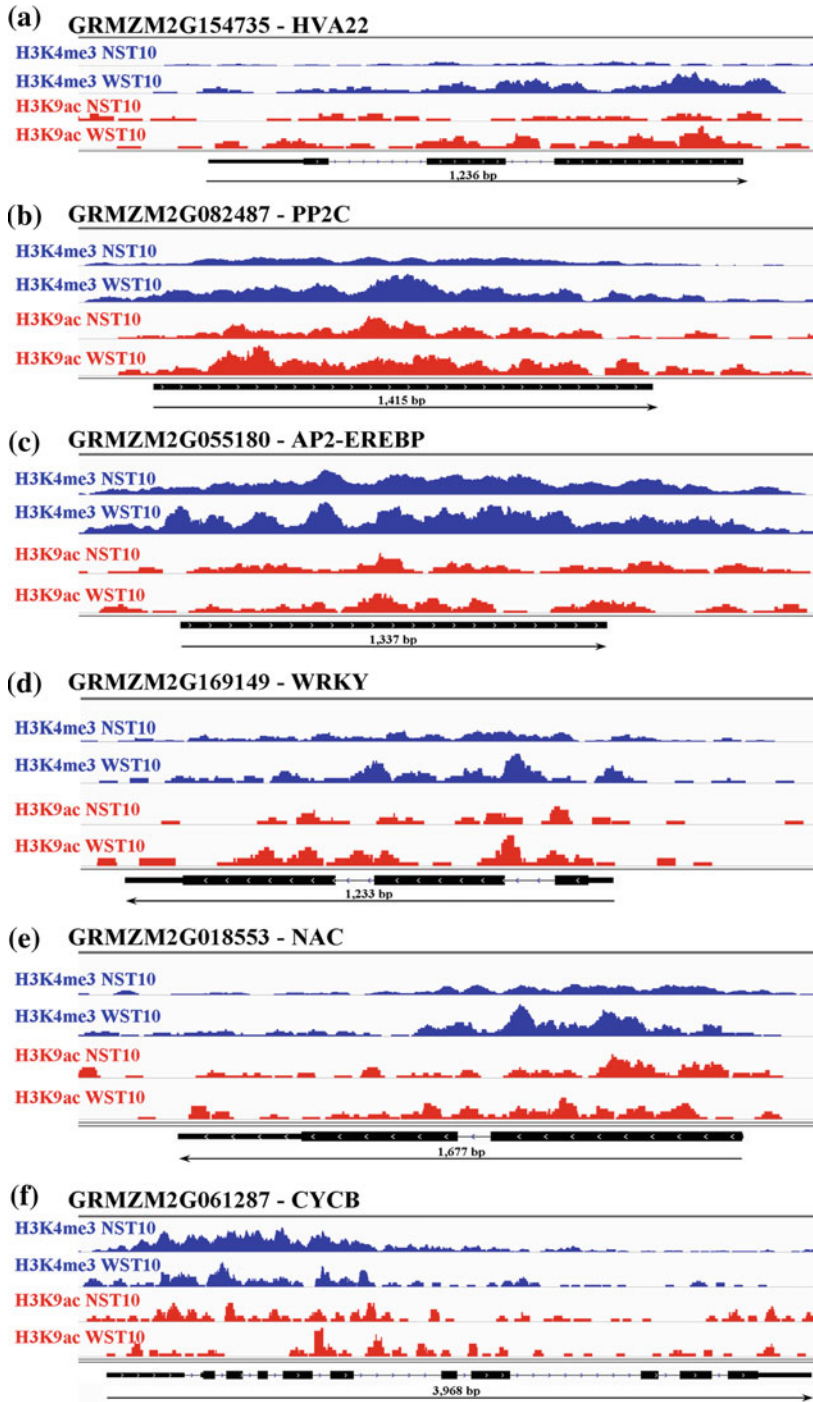 (a) GRMZM2G154735 - HVA22
H3K4me3 NST10
H3K4me3 WST10
H3K9ac NST10
H3K9ac WST10
1,236 bp
(b) GRMZM2G082487 - PP2C
H3K4me3 NST10
H3K4me3 WST10
H3K9ac NST10
H3K9ac WST10
1,415 bp
(c) GRMZM2G055180 - AP2-EREBP
H3K4me3 NST10
H3K4me3 WST10
H3K9ac NST10
H3K9ac WST10
1,337 bp
(d) GRMZM2G169149 - WRKY
H3K4me3 NST10
H3K4me3 WST10
H3K9ac NST10
H3K9ac WST10
1,233 bp
(e) GRMZM2G018553 - NAC
H3K4me3 NST10
H3K4me3 WST10
H3K9ac NST10
H3K9ac WST10
1,677 bp
(f) GRMZM2G061287 - CYCB
H3K4me3 NST10
H3K4me3 WST10
H3K9ac NST10
H3K9ac WST10
3,968 bp